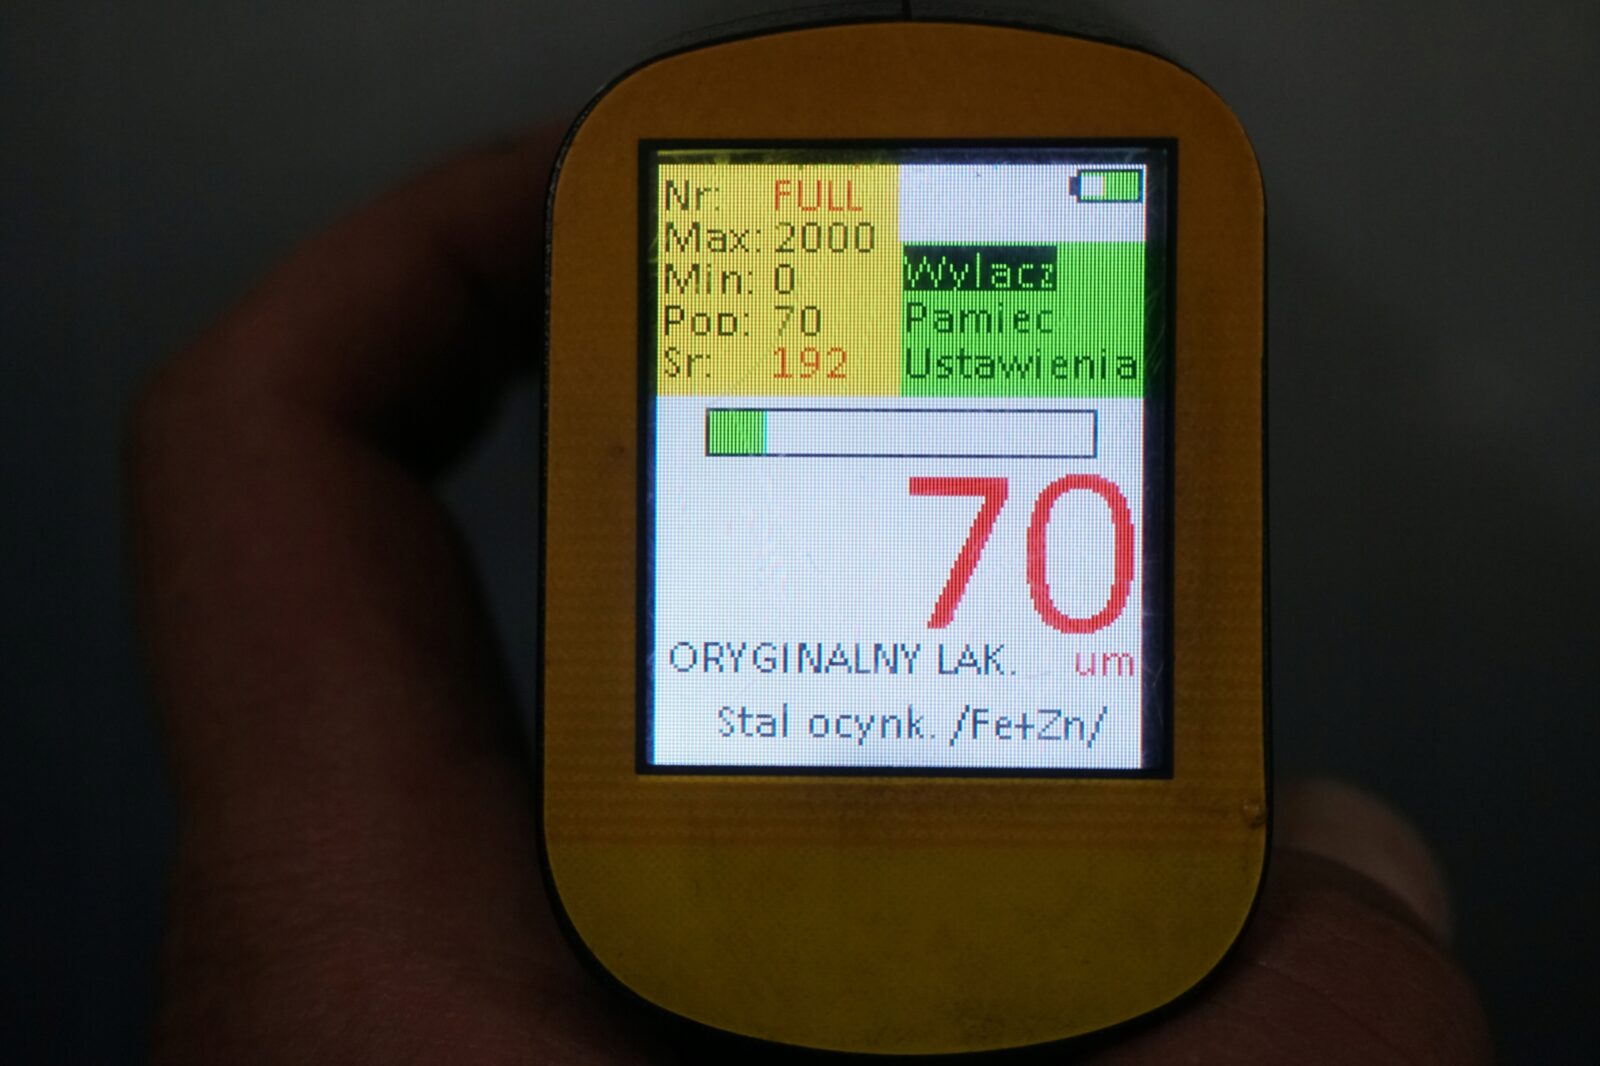 Nr: FULL
Max: 2000
Min: 0
Pop: 70
Sr: 192
Wylacz
Pamiec
Ustawienia
70
ORYGINALNY LAK. um
Stal ocynk. /Fe+Zn/